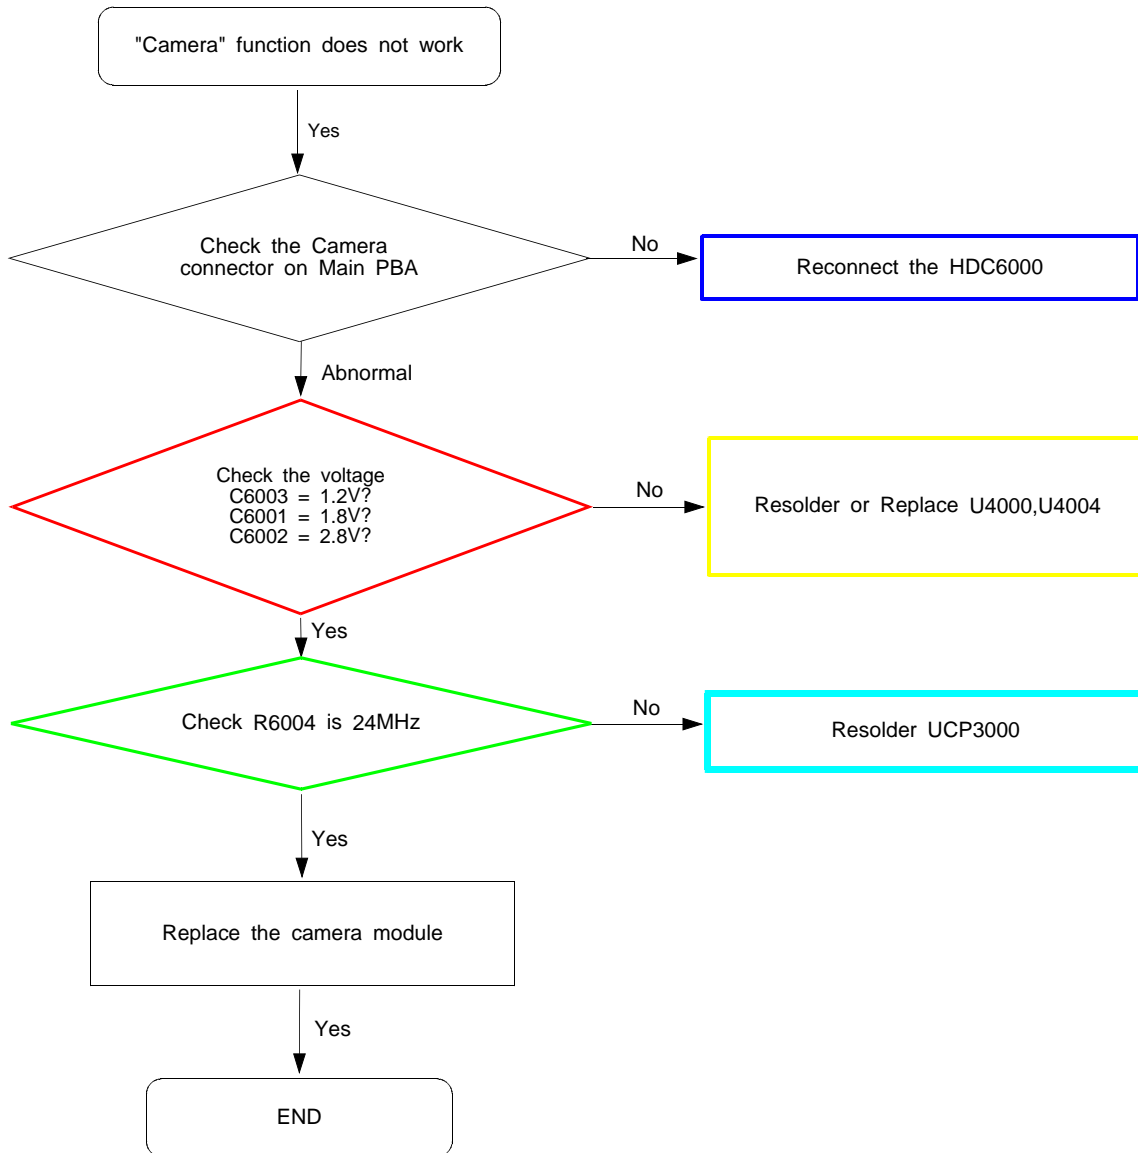 "Camera" function does not work
Yes
Check the Camera
connector on Main PBA
No
Reconnect the HDC6000
Abnormal
Check the voltage
C6003 = 1.2V?
C6001 = 1.8V?
C6002 = 2.8V?
No
Resolder or Replace U4000,U4004
Yes
Check R6004 is 24MHz
No
Resolder UCP3000
Yes
Replace the camera module
Yes
END